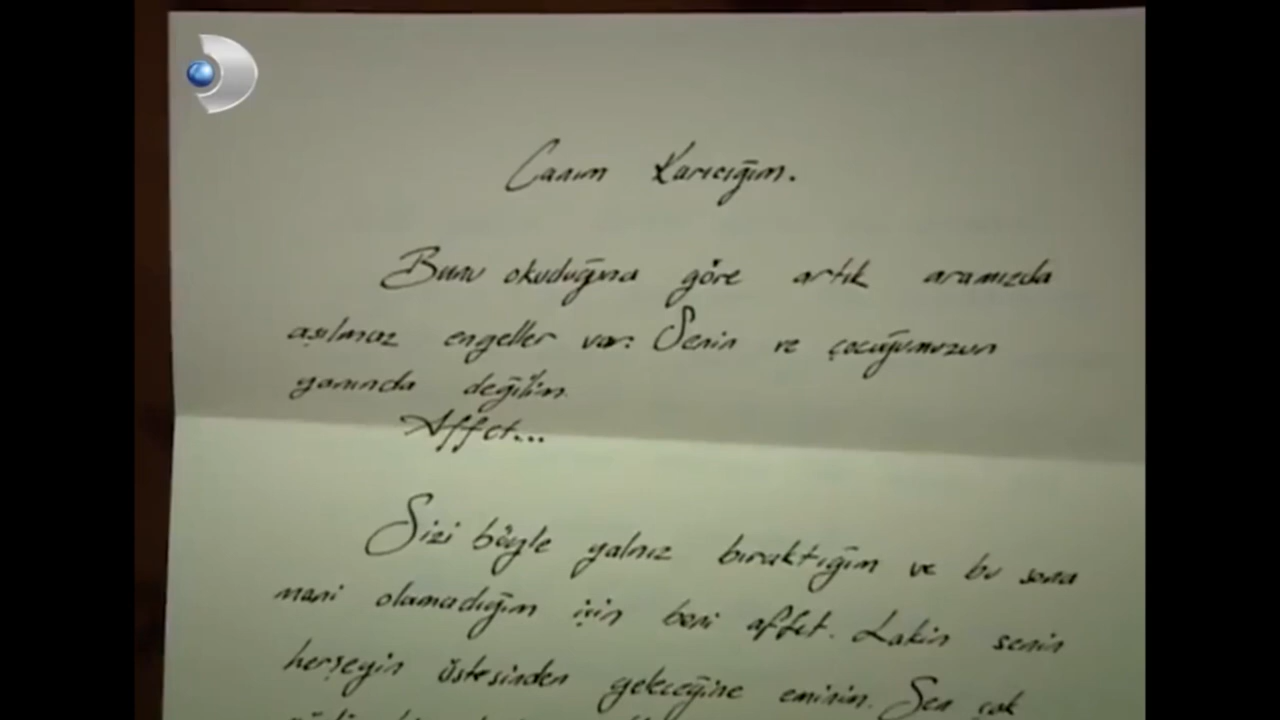 Canım Karıcığım.
Bunu okuduğuna göre artık aramızda
aşılmaz engeller var. Senin ve çocuğumuzun
yanında değilim.
Affet...
Sizi böyle yalnız bıraktığım ve bu sona
mani olamadığım için beni affet. Lakin senin
herşeyin üstesinden geleceğine eminim. Sen çok